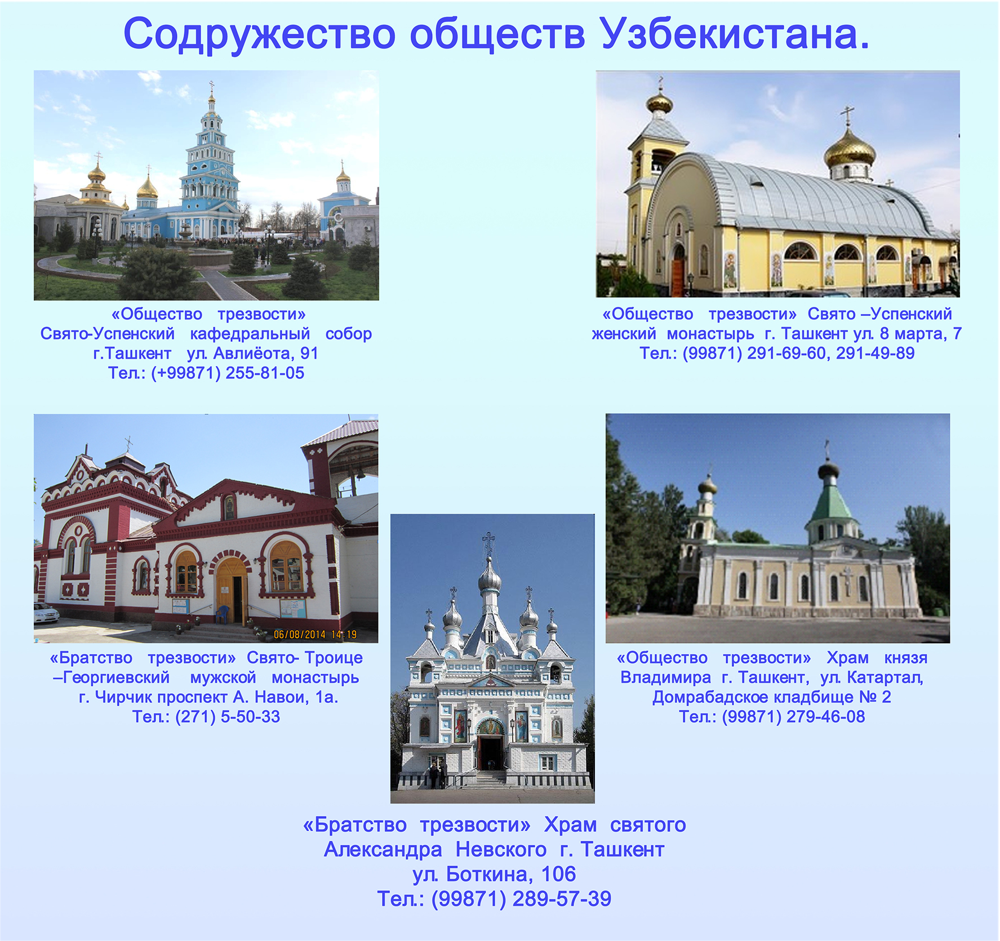 Содружество обществ Узбекистана.
«Общество трезвости»
Свято-Успенский кафедральный собор
г.Ташкент ул. Авлиёота, 91
Тел.: (+99871) 255-81-05
«Общество трезвости» Свято –Успенский
женский монастырь г. Ташкент ул. 8 марта, 7
Тел.: (99871) 291-69-60, 291-49-89
06/08/2014 14:19
«Братство трезвости» Свято- Троице
–Георгиевский мужской монастырь
г. Чирчик проспект А. Навои, 1а.
Тел.: (271) 5-50-33
«Общество трезвости» Храм князя
Владимира г. Ташкент, ул. Катартал,
Домрабадское кладбище № 2
Тел.: (99871) 279-46-08
«Братство трезвости» Храм святого
Александра Невского г. Ташкент
ул. Боткина, 106
Тел.: (99871) 289-57-39